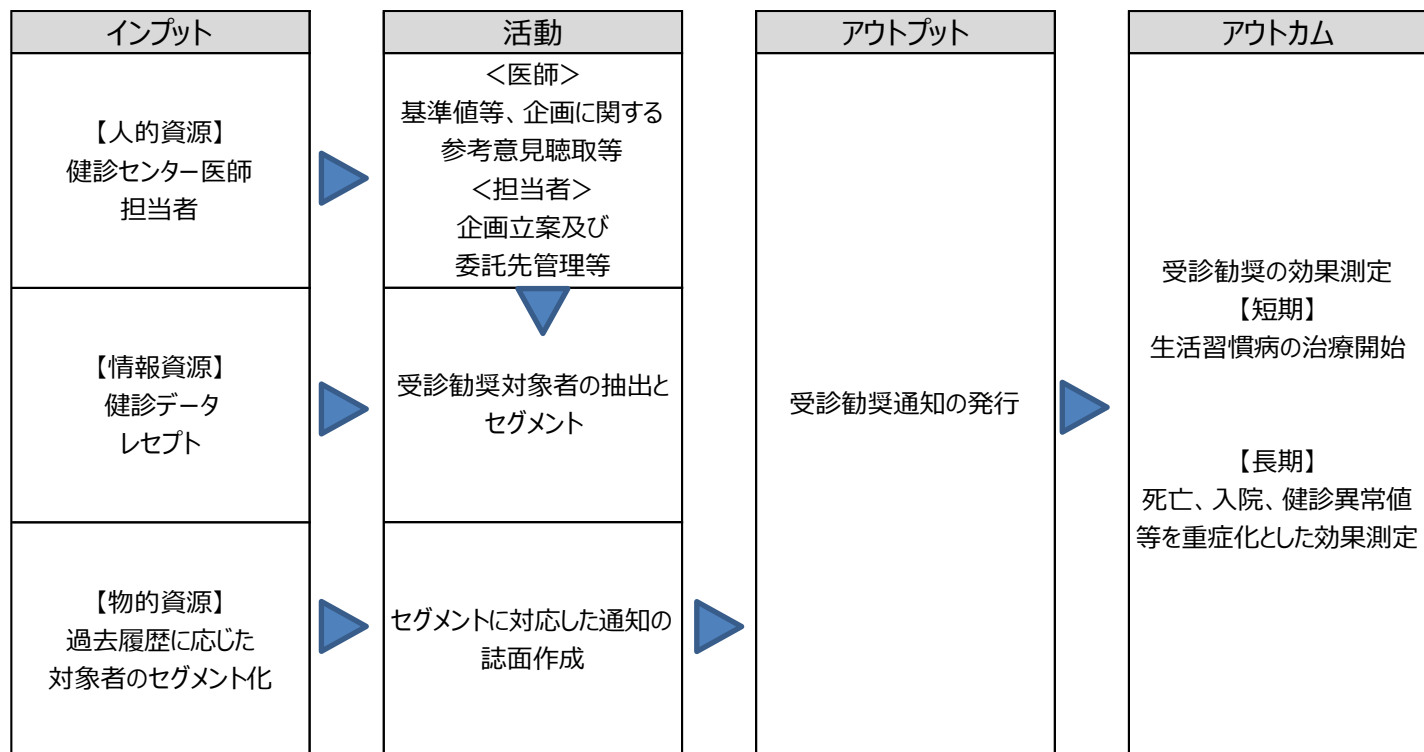 インプット
【人的資源】
健診センター医師
担当者
【情報資源】
健診データ
レセプト
【物的資源】
過去履歴に応じた
対象者のセグメント化
活動
＜医師＞
基準値等、企画に関する
参考意見聴取等
＜担当者＞
企画立案及び
委託先管理等
受診勧奨対象者の抽出と
セグメント
セグメントに対応した通知の
誌面作成
アウトプット
受診勧奨通知の発行
アウトカム
受診勧奨の効果測定
【短期】
生活習慣病の治療開始
【長期】
死亡、入院、健診異常値
等を重症化とした効果測定